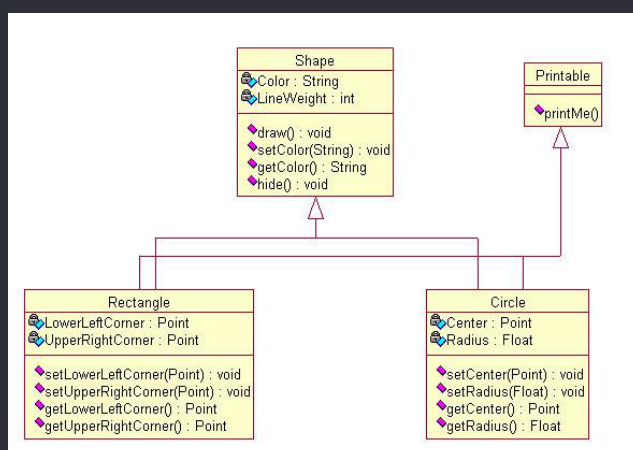 Shape
Color : String
LineWeight : int
draw() : void
setColor(String) : void
getColor() : String
hide() : void
Printable
printMe()
Rectangle
LowerLeftCorner : Point
UpperRightCorner : Point
setLowerLeftCorner(Point) : void
setUpperRightCorner(Point) : void
getLowerLeftCorner() : Point
getUpperRightCorner() : Point
Circle
Center : Point
Radius : Float
setCenter(Point) : void
setRadius(Float) : void
getCenter() : Point
getRadius() : Float